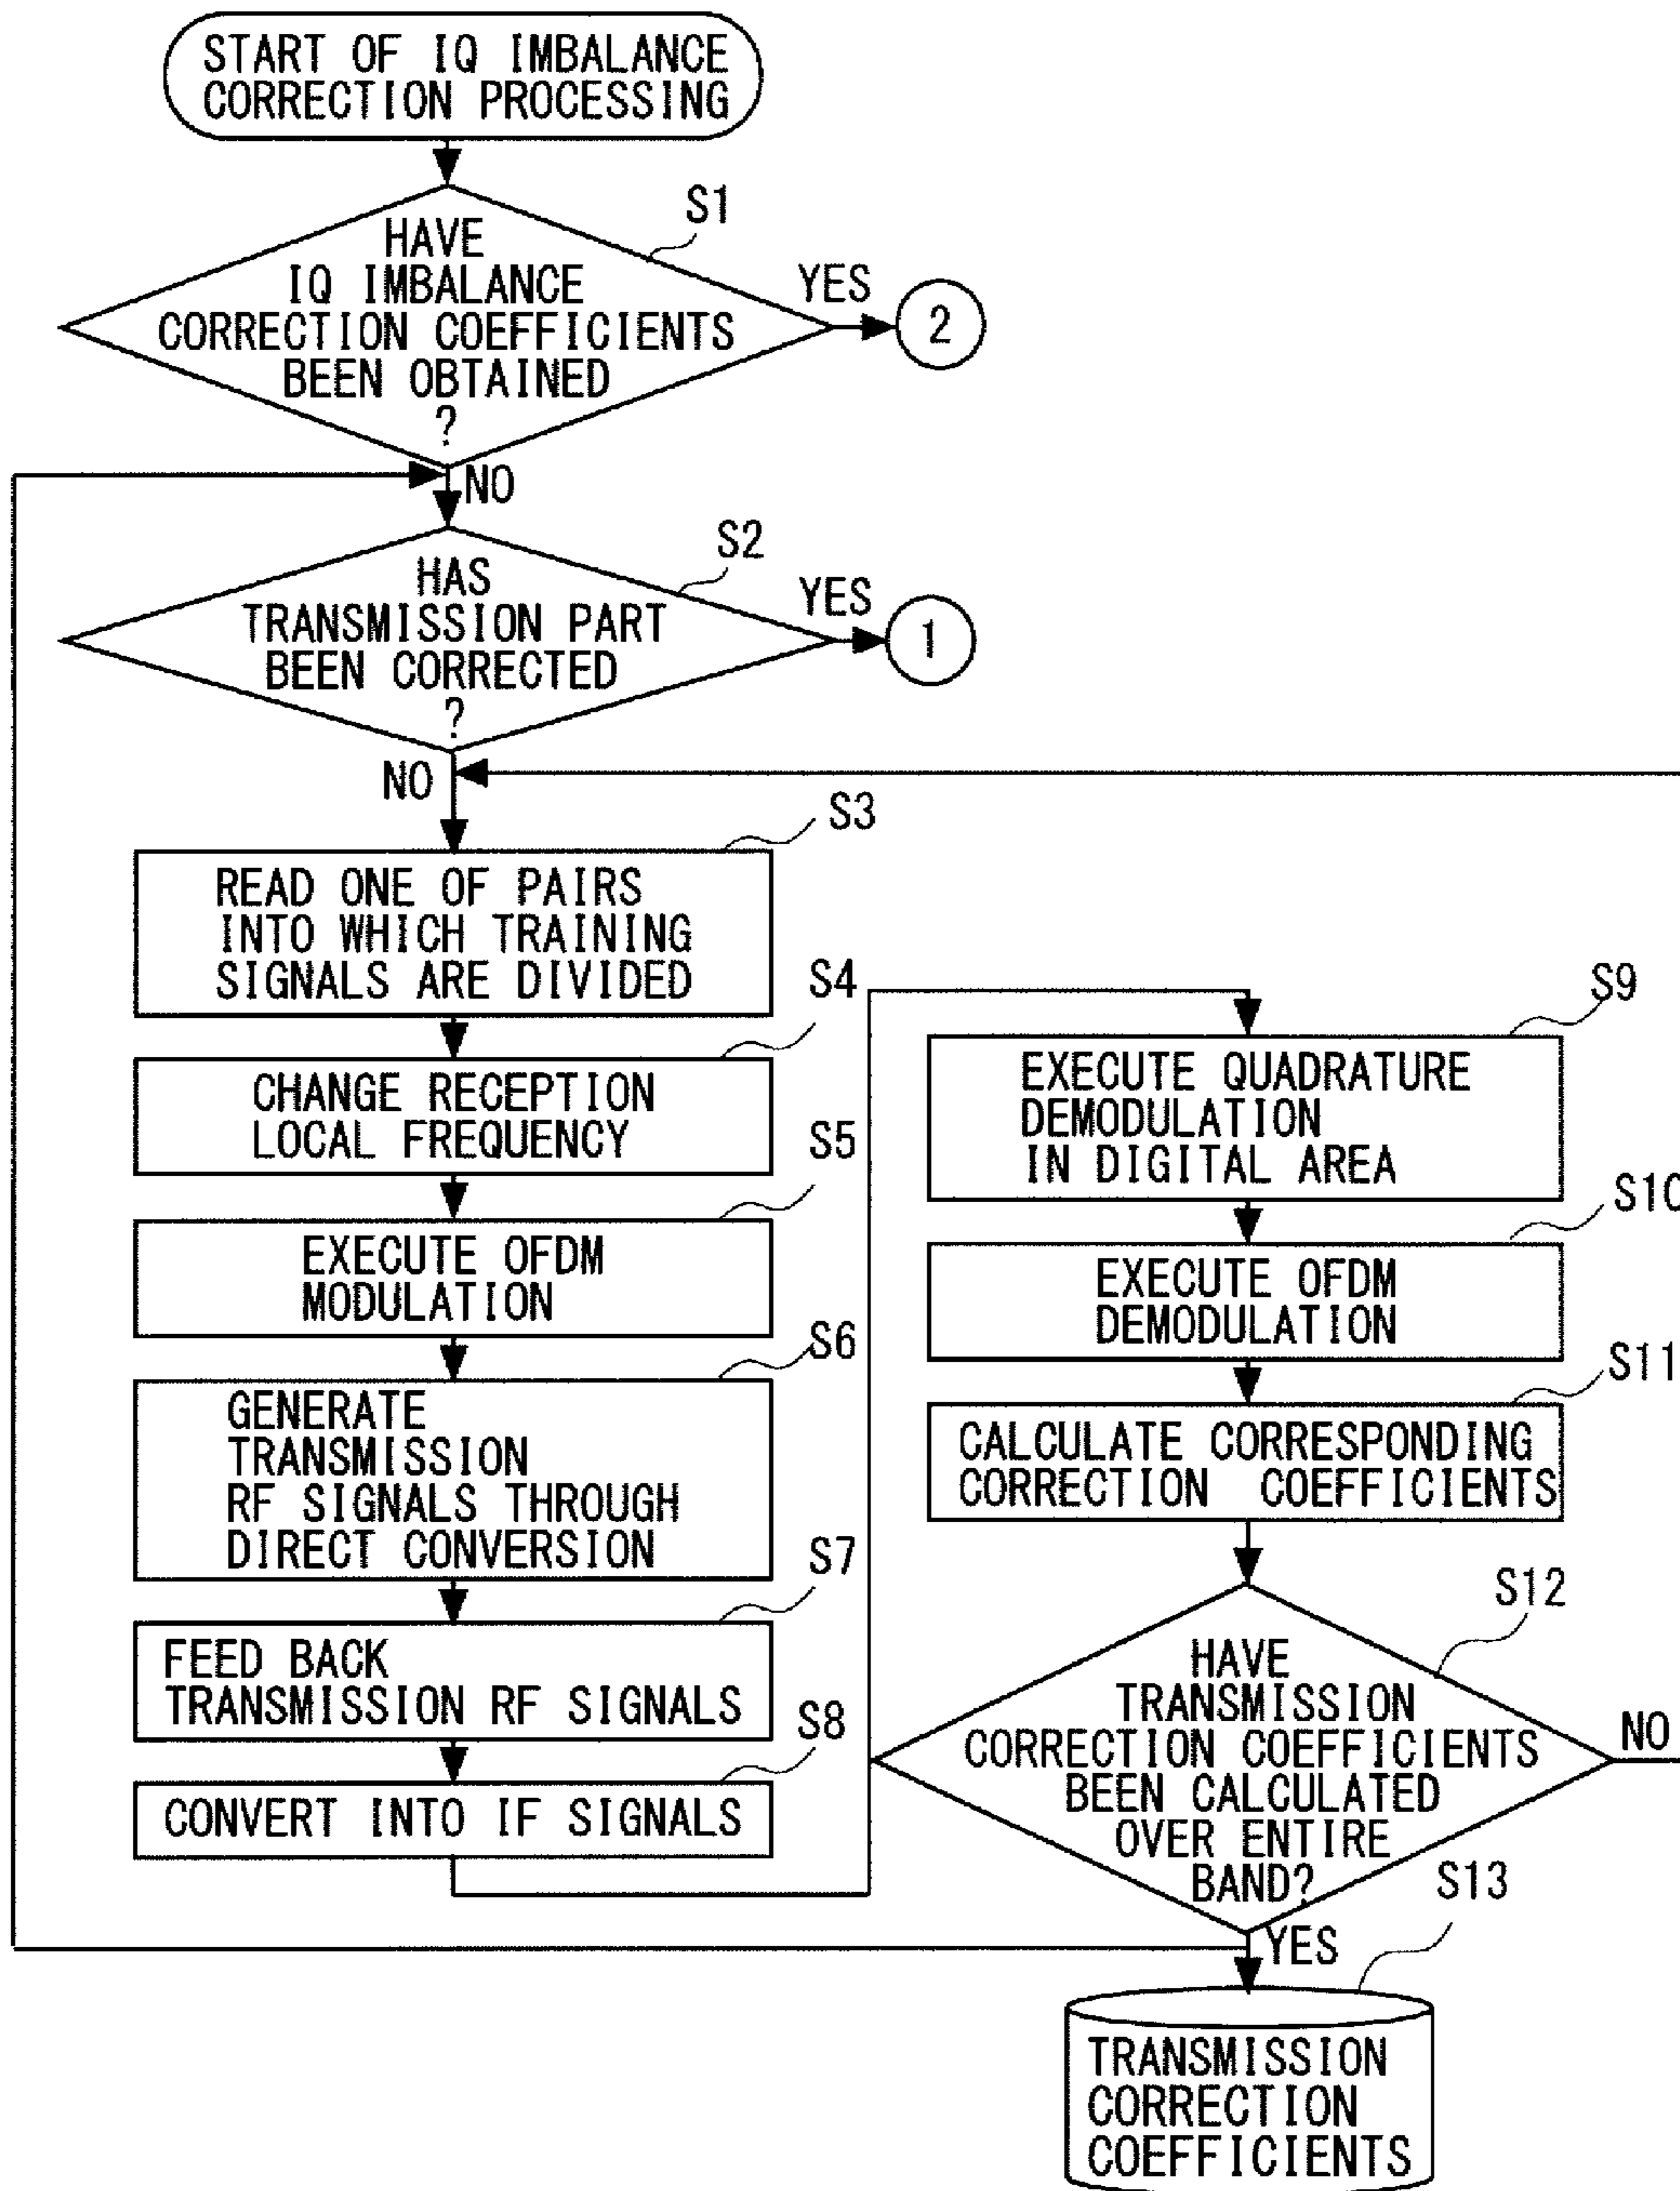 START OF IQ IMBALANCE
CORRECTION PROCESSING
S1
HAVE
IQ IMBALANCE
CORRECTION COEFFICIENTS
BEEN OBTAINED
?
YES
2
NO
S2
HAS
TRANSMISSION PART
BEEN CORRECTED
?
YES
1
NO
S3
READ ONE OF PAIRS
INTO WHICH TRAINING
SIGNALS ARE DIVIDED
S4
CHANGE RECEPTION
LOCAL FREQUENCY
S5
EXECUTE OFDM
MODULATION
S6
GENERATE
TRANSMISSION
RF SIGNALS THROUGH
DIRECT CONVERSION
S7
FEED BACK
TRANSMISSION RF SIGNALS
S8
CONVERT INTO IF SIGNALS
S9
EXECUTE QUADRATURE
DEMODULATION
IN DIGITAL AREA
S10
EXECUTE OFDM
DEMODULATION
S11
CALCULATE CORRESPONDING
CORRECTION COEFFICIENTS
S12
HAVE
TRANSMISSION
CORRECTION COEFFICIENTS
BEEN CALCULATED
OVER ENTIRE
BAND?
NO
YES
S13
TRANSMISSION
CORRECTION
COEFFICIENTS